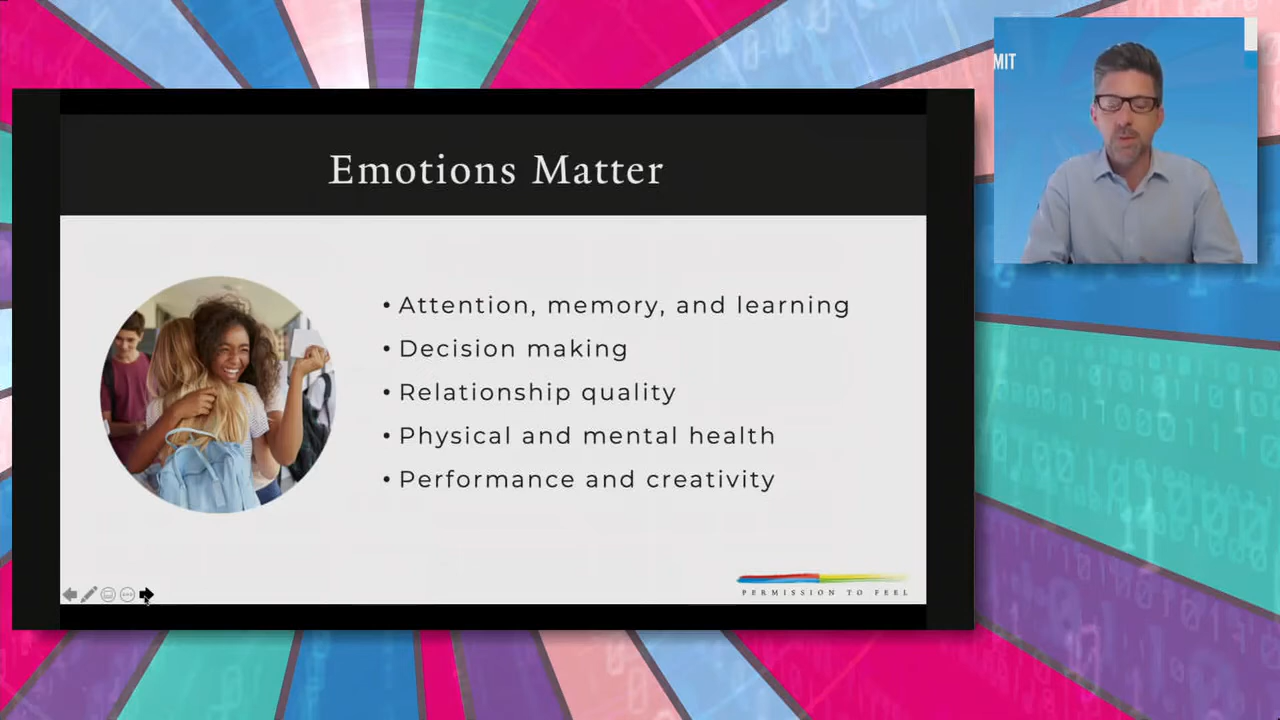 MIT
Emotions Matter
• Attention, memory, and learning
• Decision making
• Relationship quality
• Physical and mental health
• Performance and creativity
PERMISSION TO FEEL